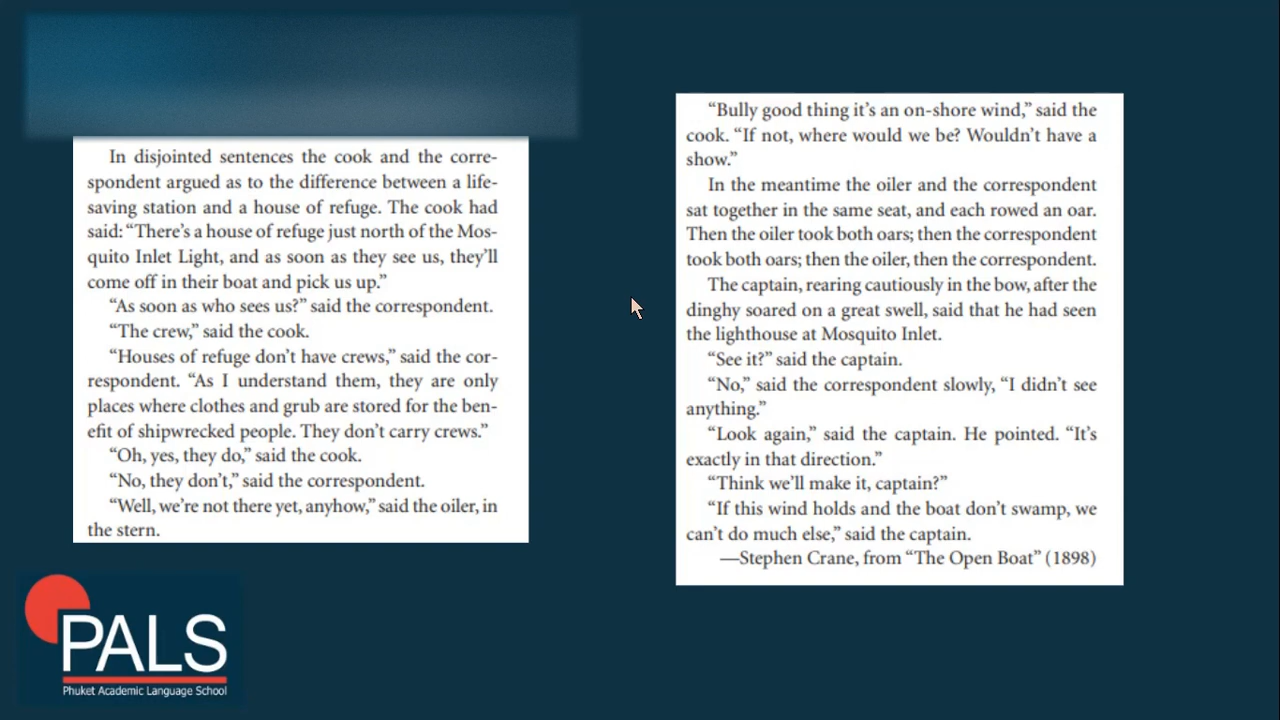 In disjointed sentences the cook and the corre-
spondent argued as to the difference between a life-
saving station and a house of refuge. The cook had
said: “There’s a house of refuge just north of the Mos-
quito Inlet Light, and as soon as they see us, they’ll
come off in their boat and pick us up.”
“As soon as who sees us?” said the correspondent.
“The crew,” said the cook.
“Houses of refuge don’t have crews,” said the cor-
respondent. “As I understand them, they are only
places where clothes and grub are stored for the ben-
efit of shipwrecked people. They don’t carry crews.”
“Oh, yes, they do,” said the cook.
“No, they don’t,” said the correspondent.
“Well, we’re not there yet, anyhow,” said the oiler, in
the stern.
“Bully good thing it’s an on-shore wind,” said the
cook. “If not, where would we be? Wouldn’t have a
show.”
In the meantime the oiler and the correspondent
sat together in the same seat, and each rowed an oar.
Then the oiler took both oars; then the correspondent
took both oars; then the oiler, then the correspondent.
The captain, rearing cautiously in the bow, after the
dinghy soared on a great swell, said that he had seen
the lighthouse at Mosquito Inlet.
“See it?” said the captain.
“No,” said the correspondent slowly, “I didn’t see
anything.”
“Look again,” said the captain. He pointed. “It’s
exactly in that direction.”
“Think we’ll make it, captain?”
“If this wind holds and the boat don’t swamp, we
can’t do much else,” said the captain.
—Stephen Crane, from “The Open Boat” (1898)
PALS
Phuket Academic Language School